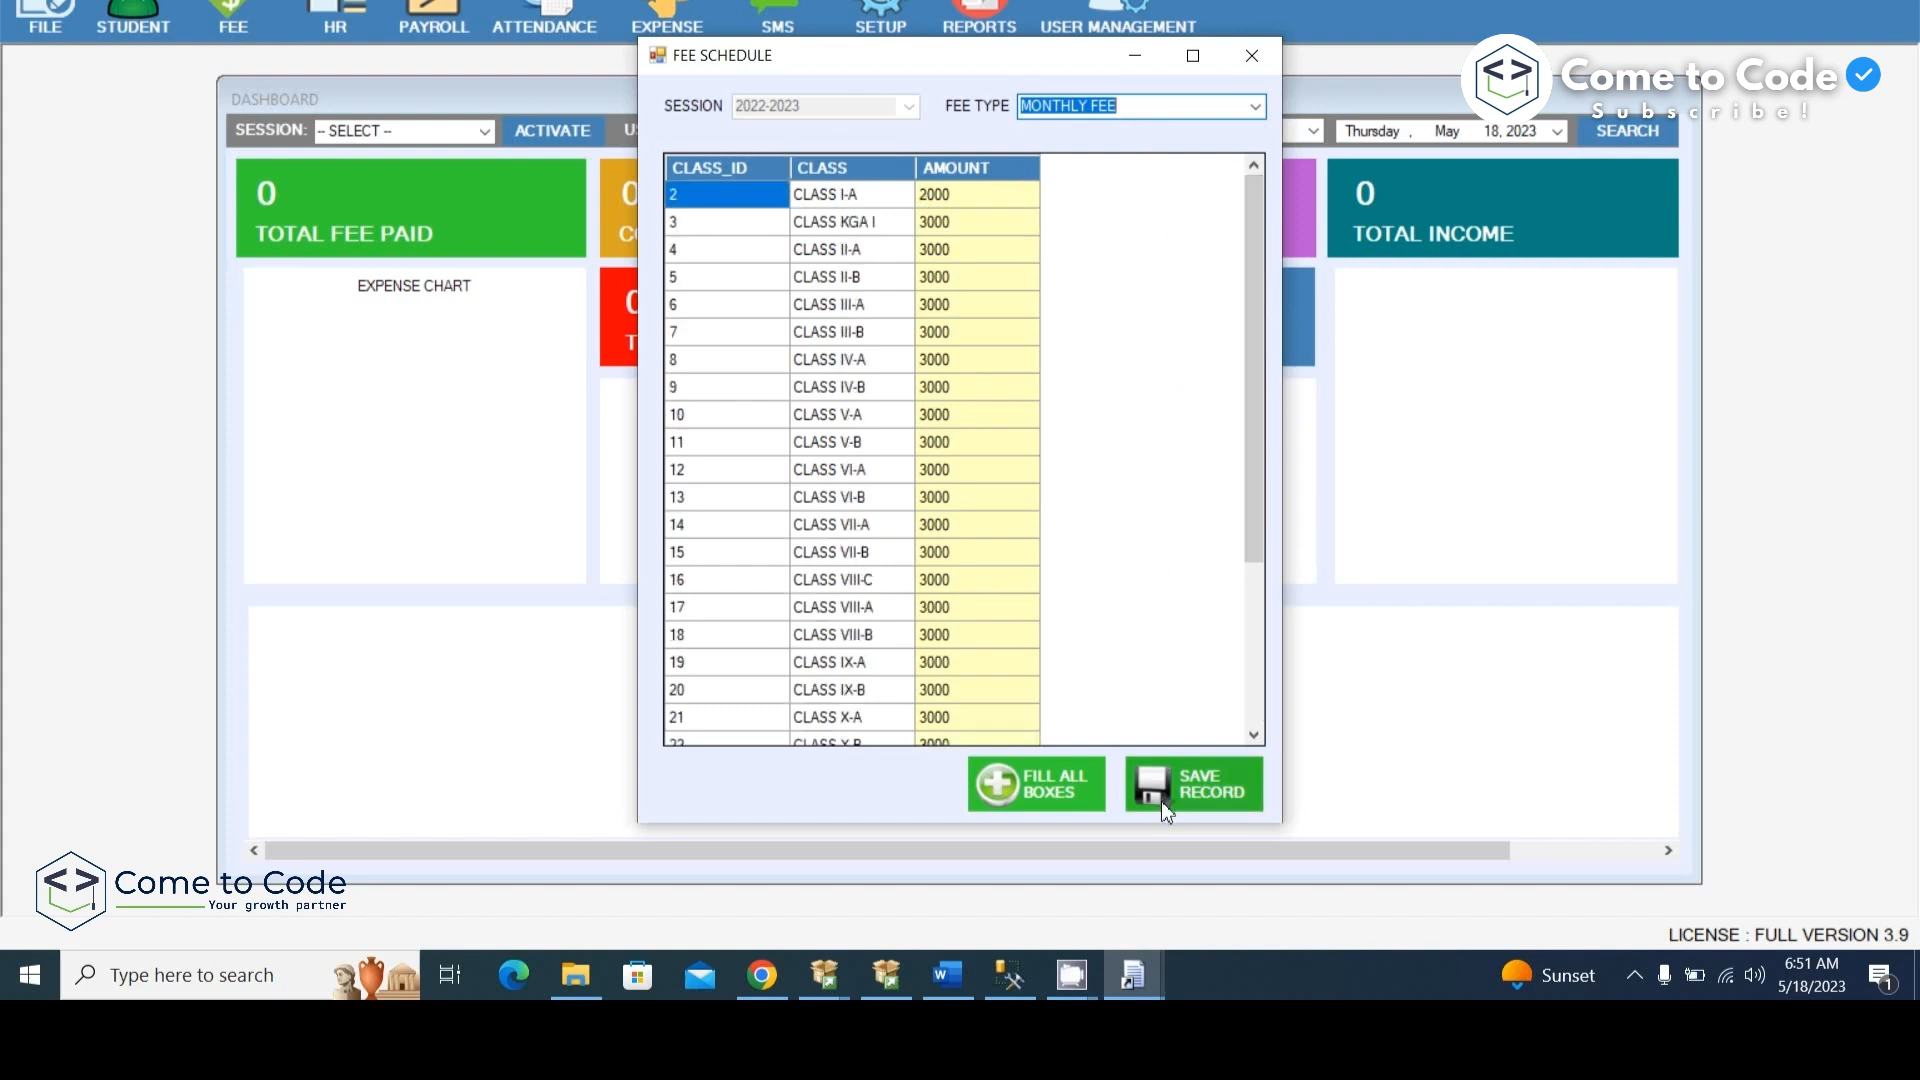 FILE STUDENT FEE HR PAYROLL ATTENDANCE EXPENSE SMS SETUP REPORTS USER MANAGEMENT
FEE SCHEDULE
Come to Code
Subscribe!
DASHBOARD
SESSION 2022-2023 FEE TYPE MONTHLY FEE
SESSION: -- SELECT -- ACTIVATE
Thursday , May 18, 2023 SEARCH
CLASS_ID CLASS AMOUNT
2 CLASS I-A 2000
3 CLASS KGA I 3000
4 CLASS II-A 3000
5 CLASS II-B 3000
6 CLASS III-A 3000
7 CLASS III-B 3000
8 CLASS IV-A 3000
9 CLASS IV-B 3000
10 CLASS V-A 3000
11 CLASS V-B 3000
12 CLASS VI-A 3000
13 CLASS VI-B 3000
14 CLASS VII-A 3000
15 CLASS VII-B 3000
16 CLASS VIII-C 3000
17 CLASS VIII-A 3000
18 CLASS VIII-B 3000
19 CLASS IX-A 3000
20 CLASS IX-B 3000
21 CLASS X-A 3000
22 CLASS X-B 3000
0
TOTAL FEE PAID
0
TOTAL INCOME
EXPENSE CHART
FILL ALL
BOXES
SAVE
RECORD
Come to Code
Your growth partner
LICENSE : FULL VERSION 3.9
Type here to search
Sunset
6:51 AM
5/18/2023
1